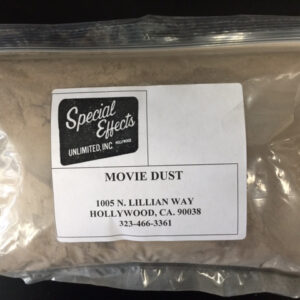 Special
Effects
UNLIMITED, INC. HOLLYWOOD
MOVIE DUST
1005 N. LILLIAN WAY
HOLLYWOOD, CA. 90038
323-466-3361